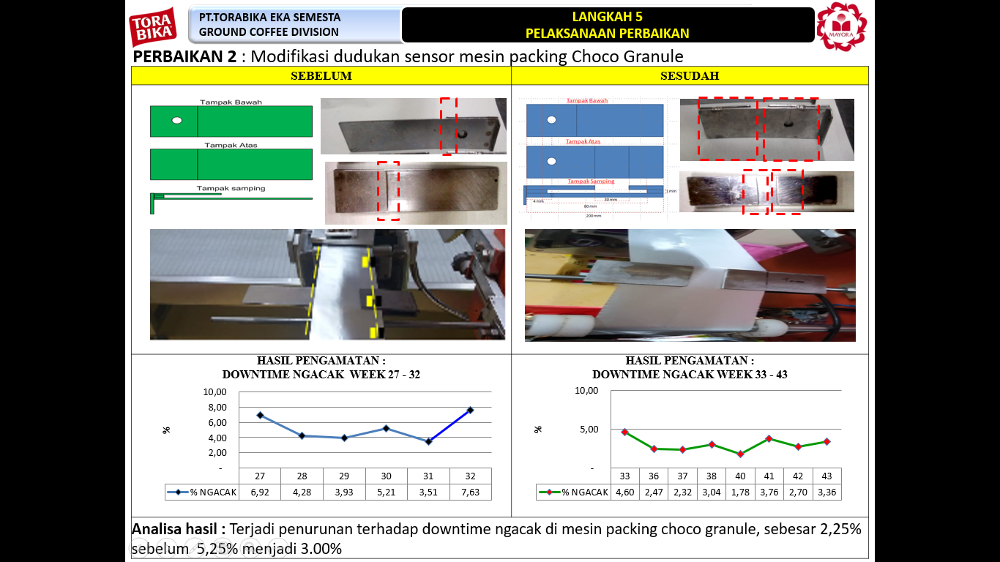 TORA
BIKA
PT.TORABIKA EKA SEMESTA
GROUND COFFEE DIVISION
LANGKAH 5
PELAKSANAAN PERBAIKAN
MAYORA
PERBAIKAN 2 : Modifikasi dudukan sensor mesin packing Choco Granule
SEBELUM
SESUDAH
Tampak Bawah
Tampak Atas
Tampak samping
Tampak Bawah
Tampak Atas
Tampak Samping
1 mm
4 mm
30 mm
80 mm
200 mm
HASIL PENGAMATAN :
DOWNTIME NGACAK WEEK 27 - 32
10,00
8,00
6,00
4,00
2,00
-
%
27 28 29 30 31 32
% NGACAK 6,92 4,28 3,93 5,21 3,51 7,63
HASIL PENGAMATAN :
DOWNTIME NGACAK WEEK 33 - 43
10,00
5,00
-
%
33 36 37 38 40 41 42 43
% NGACAK 4,60 2,47 2,32 3,04 1,78 3,76 2,70 3,36
Analisa hasil : Terjadi penurunan terhadap downtime ngacak di mesin packing choco granule, sebesar 2,25%
sebelum 5,25% menjadi 3.00%